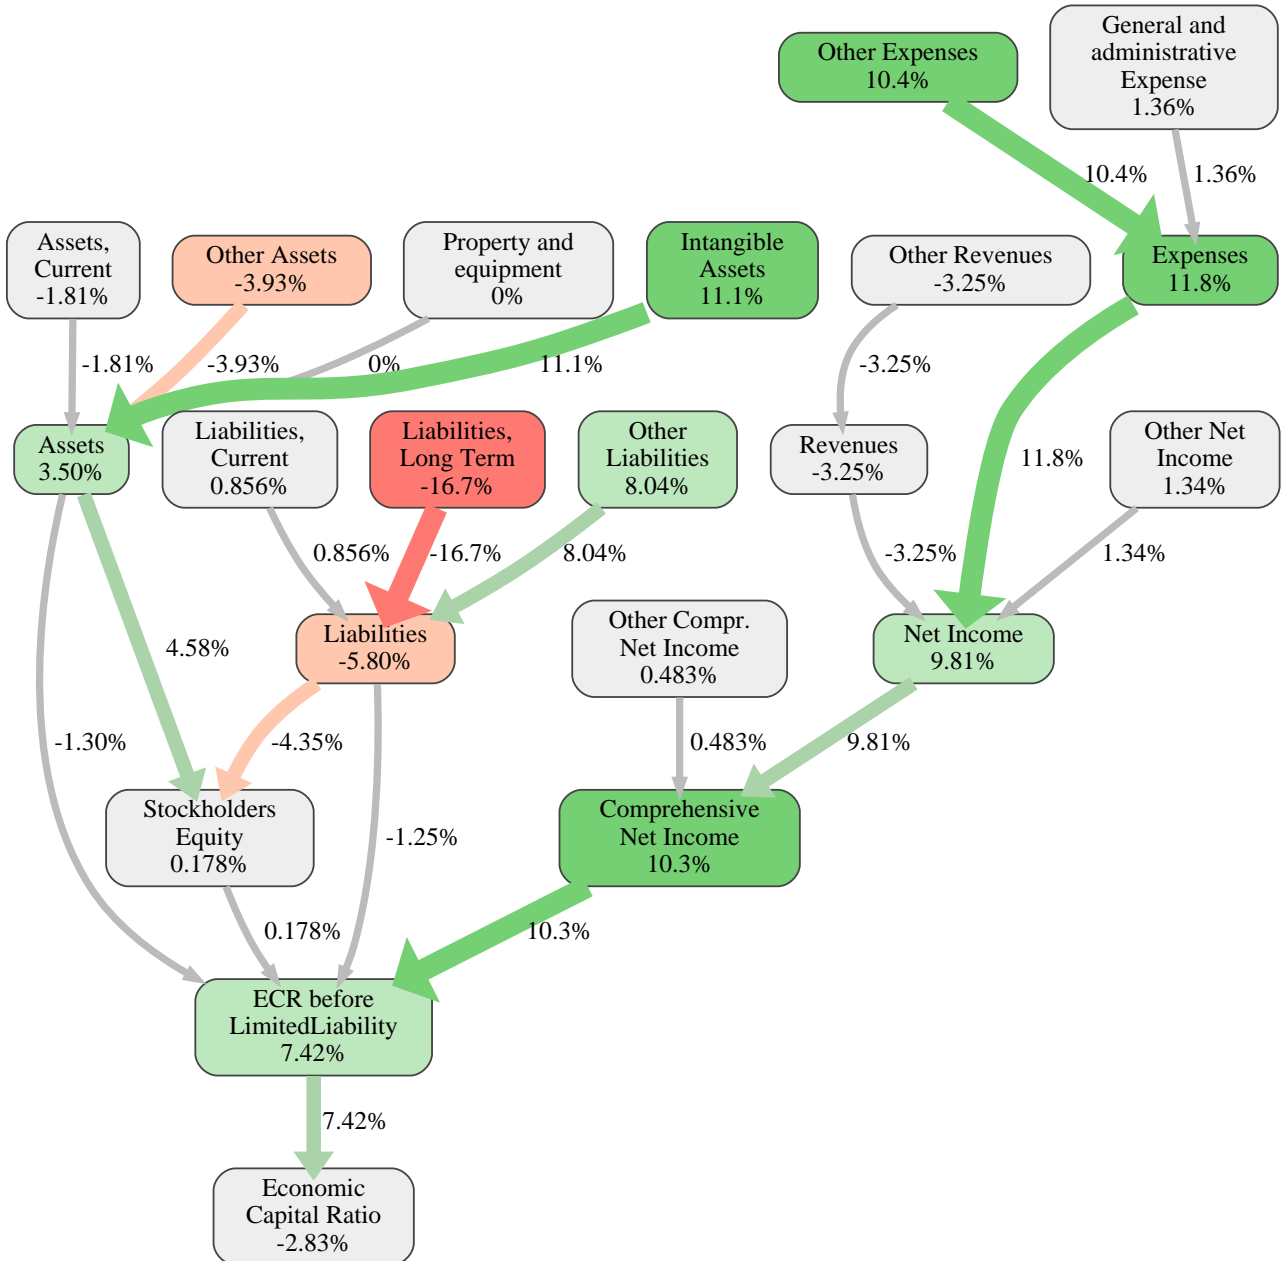 Other Expenses
10.4%
General and
administrative
Expense
1.36%
10.4%
1.36%
Assets,
Current
-1.81%
Other Assets
-3.93%
Property and
equipment
0%
Intangible
Assets
11.1%
Other Revenues
-3.25%
Expenses
11.8%
-1.81%
-3.93%
0%
11.1%
-3.25%
11.8%
Assets
3.50%
Liabilities,
Current
0.856%
Liabilities,
Long Term
-16.7%
Other
Liabilities
8.04%
Revenues
-3.25%
Other Net
Income
1.34%
0.856%
-16.7%
8.04%
-3.25%
1.34%
4.58%
Liabilities
-5.80%
Other Compr.
Net Income
0.483%
Net Income
9.81%
-1.30%
-4.35%
-1.25%
0.483%
9.81%
Stockholders
Equity
0.178%
Comprehensive
Net Income
10.3%
0.178%
10.3%
ECR before
LimitedLiability
7.42%
7.42%
Economic
Capital Ratio
-2.83%